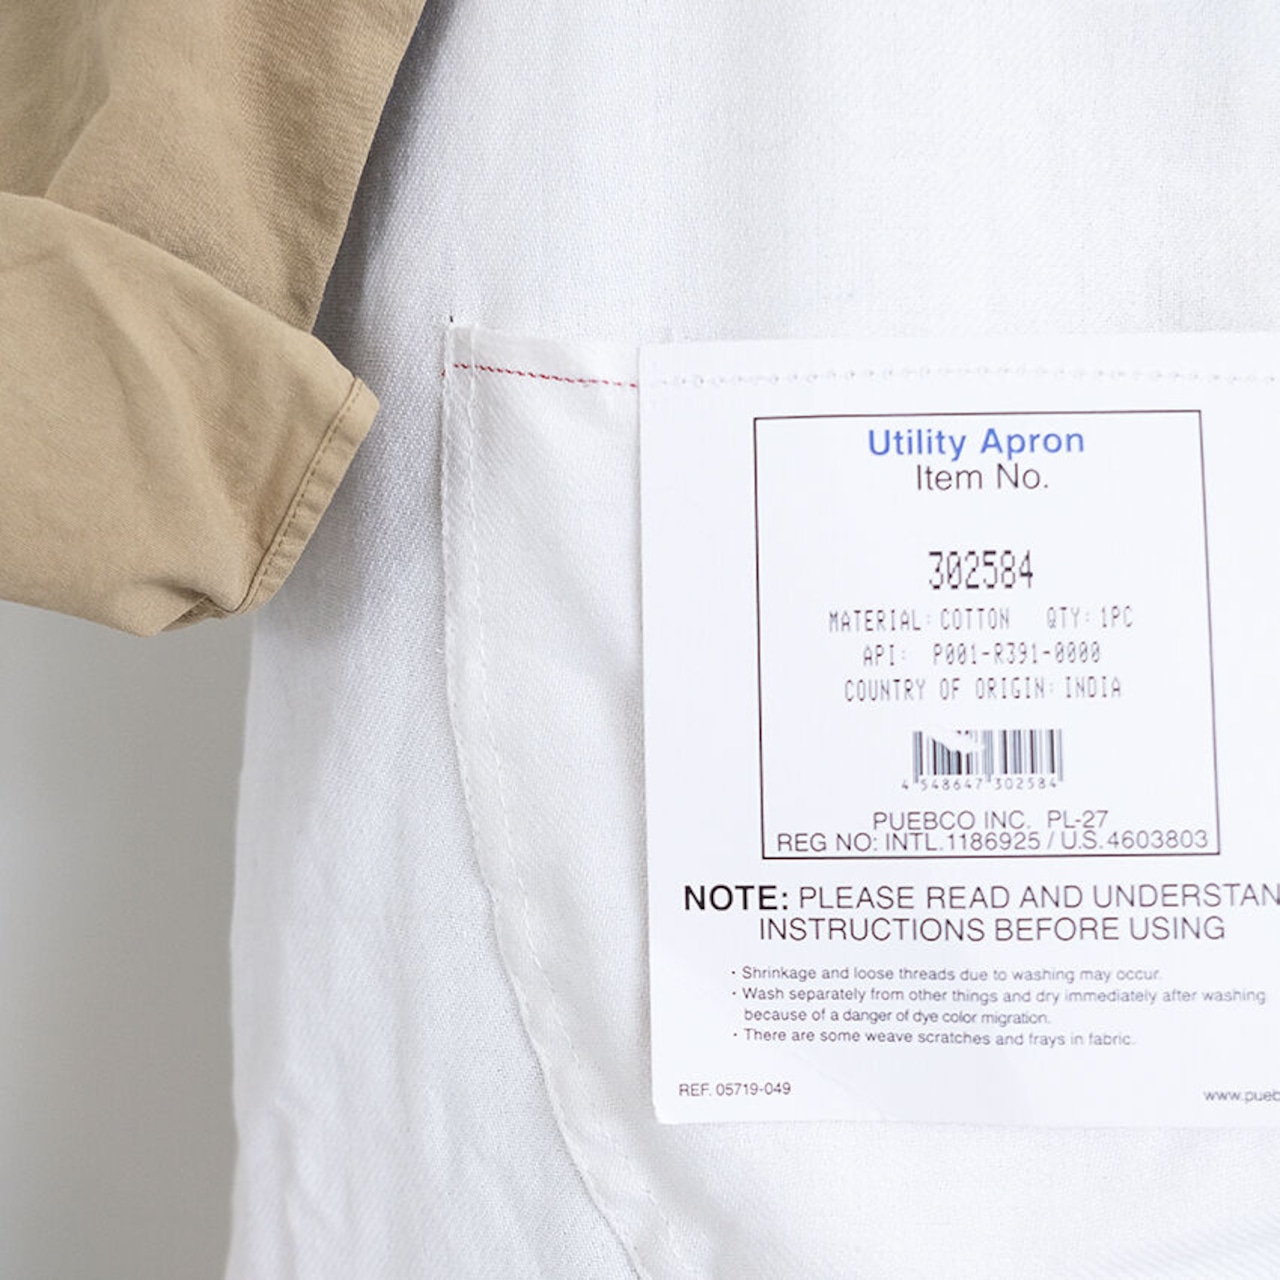 Utility Apron
Item No.
302584
MATERIAL: COTTON QTY: 1PC
API: P001-R391-0000
COUNTRY OF ORIGIN: INDIA
4 548647 302584
PUEBCO INC. PL-27
REG NO: INTL.1186925 / U.S.4603803
NOTE: PLEASE READ AND UNDERSTAN
INSTRUCTIONS BEFORE USING
· Shrinkage and loose threads due to washing may occur.
· Wash separately from other things and dry immediately after washing
because of a danger of dye color migration.
· There are some weave scratches and frays in fabric.
REF. 05719-049
www.pueb